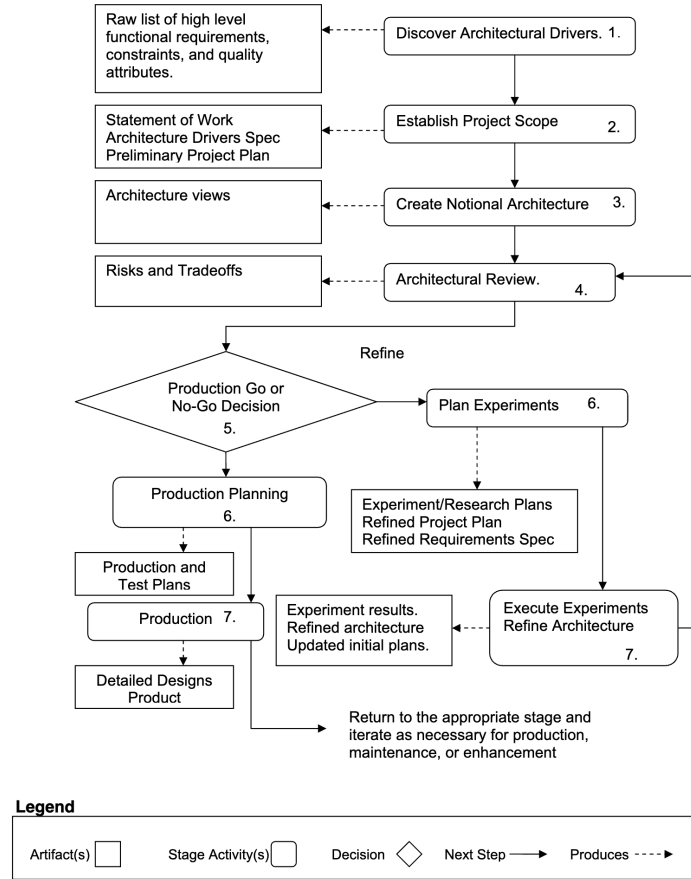 Raw list of high level
functional requirements,
constraints, and quality
attributes.
Discover Architectural Drivers. 1.
Statement of Work
Architecture Drivers Spec
Preliminary Project Plan
Establish Project Scope
2.
Architecture views
Create Notional Architecture 3.
Risks and Tradeoffs
Architectural Review.
4.
Refine
Production Go or
No-Go Decision
5.
Plan Experiments 6.
Production Planning
6.
Experiment/Research Plans
Refined Project Plan
Refined Requirements Spec
Production and
Test Plans
Production 7.
Experiment results.
Refined architecture
Updated initial plans.
Execute Experiments
Refine Architecture
7.
Detailed Designs
Product
Return to the appropriate stage and
iterate as necessary for production,
maintenance, or enhancement
Legend
Artifact(s) Stage Activity(s) Decision Next Step Produces